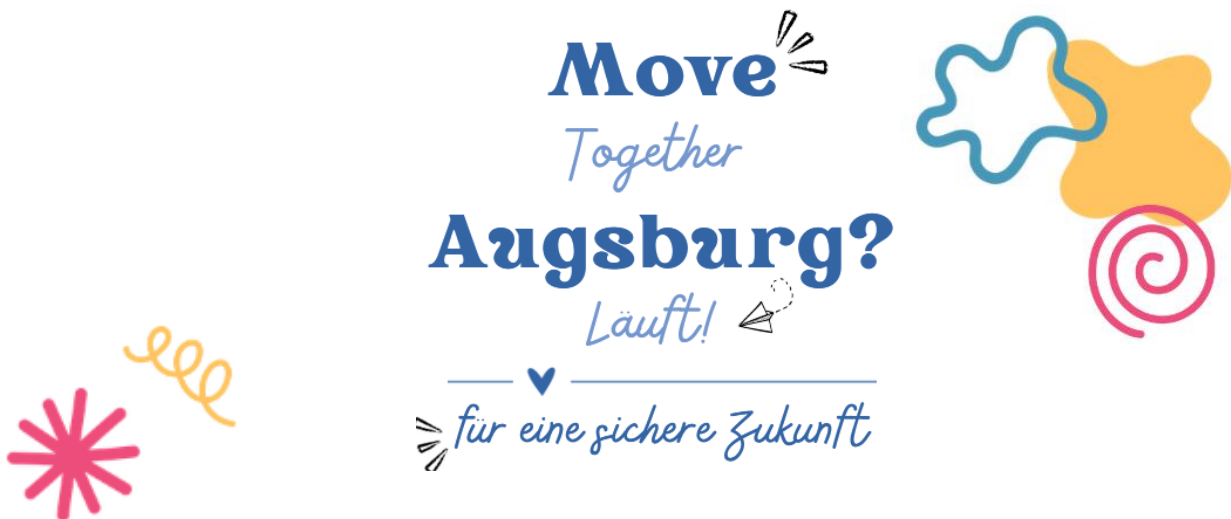 Move
Together
Augsburg?
Läuft!
für eine sichere Zukunft